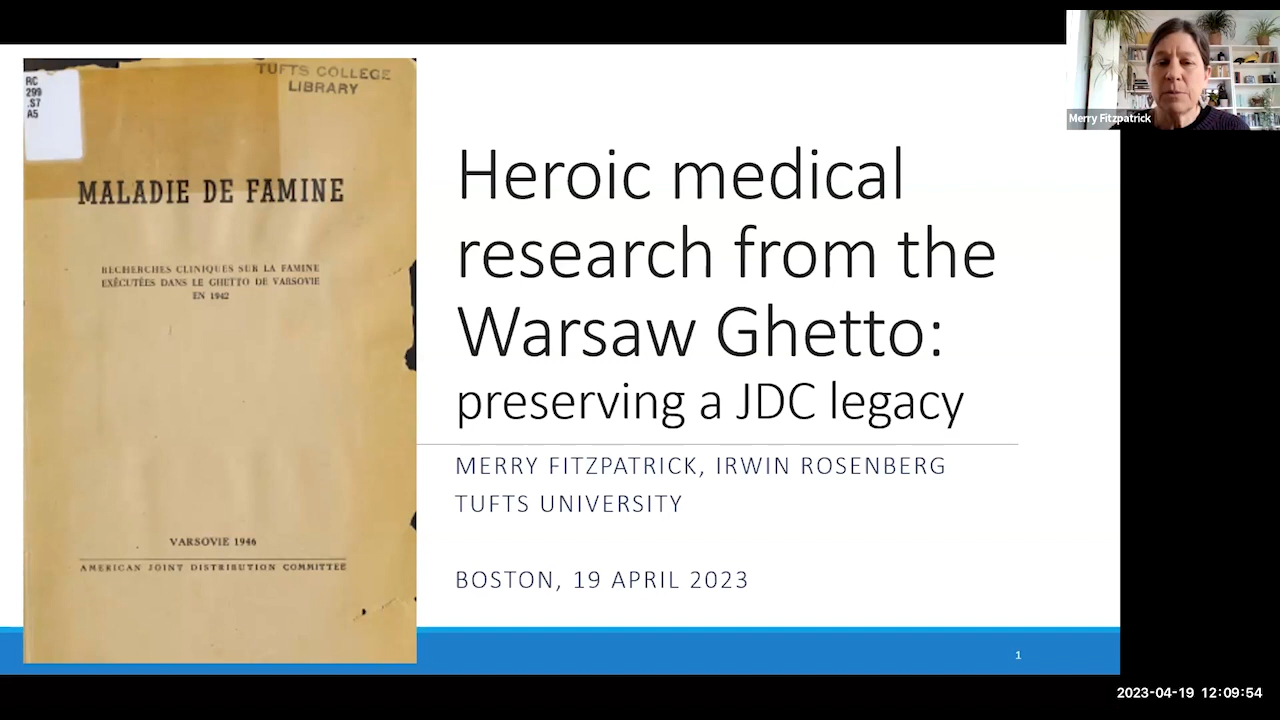 RC
299
.S7
A5
TUFTS COLLEGE
LIBRARY
MALADIE DE FAMINE
RECHERCHES CLINIQUES SUR LA FAMINE
EXÉCUTÉES DANS LE GHETTO DE VARSOVIE
EN 1942
VARSOVIE 1946
AMERICAN JOINT DISTRIBUTION COMMITTEE
Heroic medical
research from the
Warsaw Ghetto:
preserving a JDC legacy
MERRY FITZPATRICK, IRWIN ROSENBERG
TUFTS UNIVERSITY
BOSTON, 19 APRIL 2023
1
Merry Fitzpatrick
2023-04-19 12:09:54